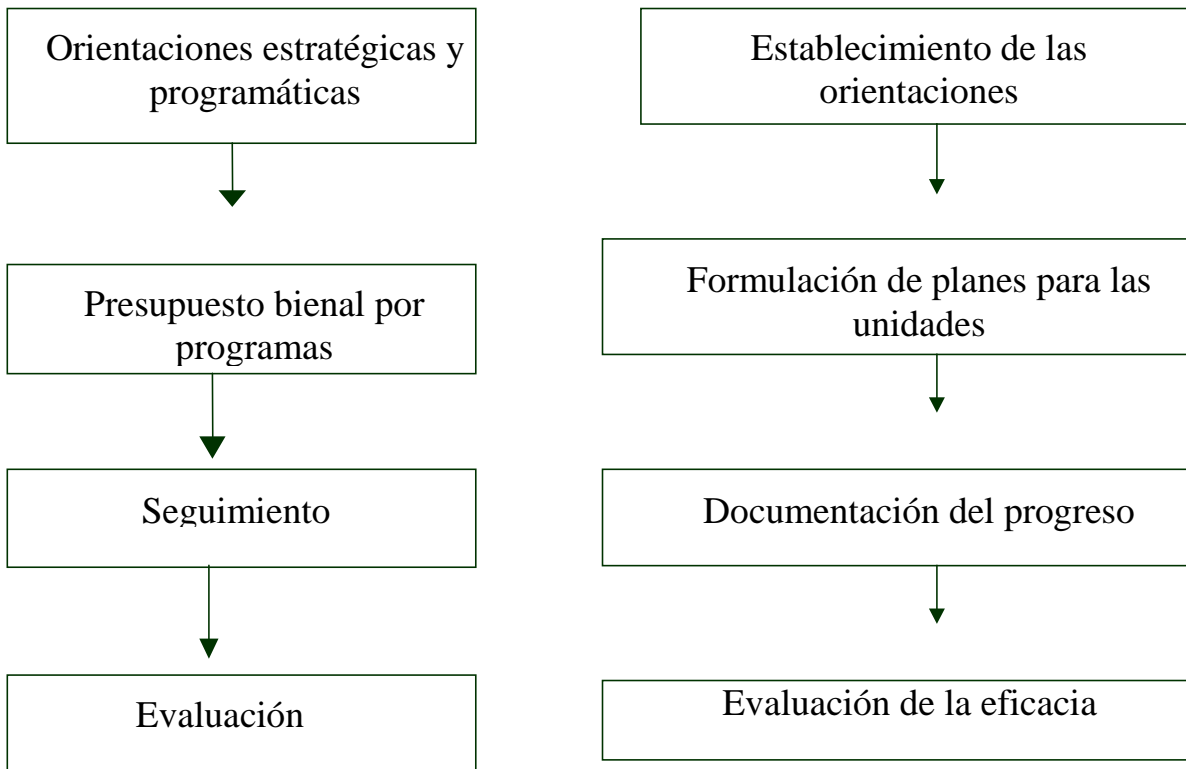 Orientaciones estratégicas y
programáticas
Establecimiento de las
orientaciones
Presupuesto bienal por
programas
Formulación de planes para las
unidades
Seguimiento
Documentación del progreso
Evaluación
Evaluación de la eficacia